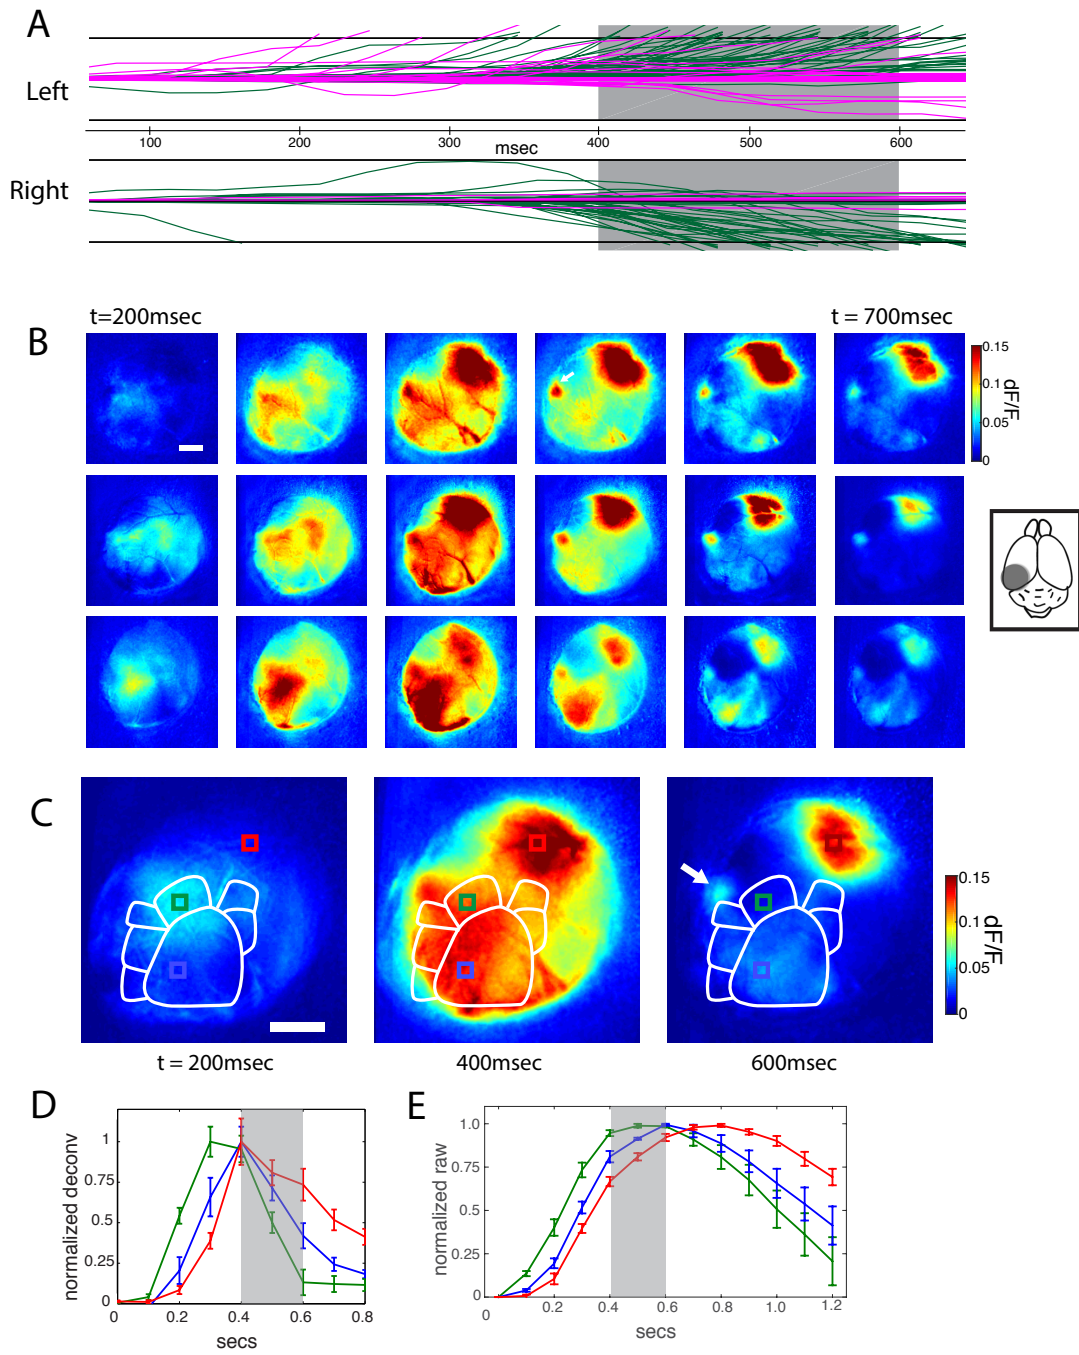 A
Left
100 200 300 400 500 600
msec
Right
t=200msec t = 700msec
B
0.15
0.10
0.05
0
dF/F
C
0.15
0.10
0.05
0
dF/F
t = 200msec 400msec 600msec
D
normalized deconv
1
0.75
0.5
0.25
0
0 0.2 0.4 0.6 0.8
secs
E
normalized raw
1.0
0.75
0.50
0.25
0
0 0.2 0.4 0.6 0.8 1.0 1.2
secs